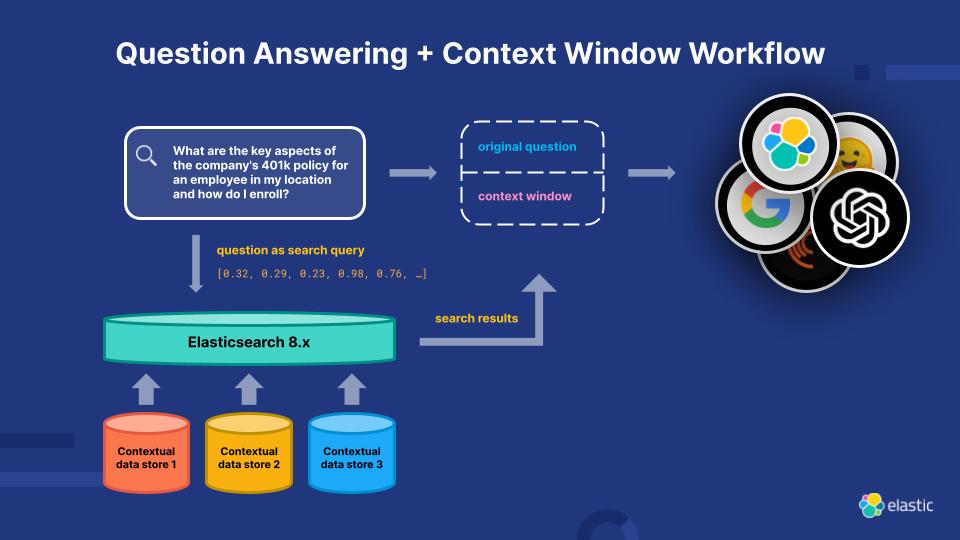 Question Answering + Context Window Workflow
What are the key aspects of
the company's 401k policy for
an employee in my location
and how do I enroll?
original question
context window
question as search query
[0.32, 0.29, 0.23, 0.98, 0.76, …]
search results
Elasticsearch 8.x
Contextual
data store 1
Contextual
data store 2
Contextual
data store 3
elastic